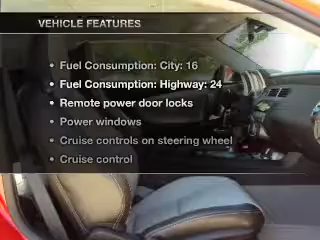 VEHICLE FEATURES
• Fuel Consumption: City: 16
• Fuel Consumption: Highway: 24
• Remote power door locks
• Power windows
• Cruise controls on steering wheel
• Cruise control